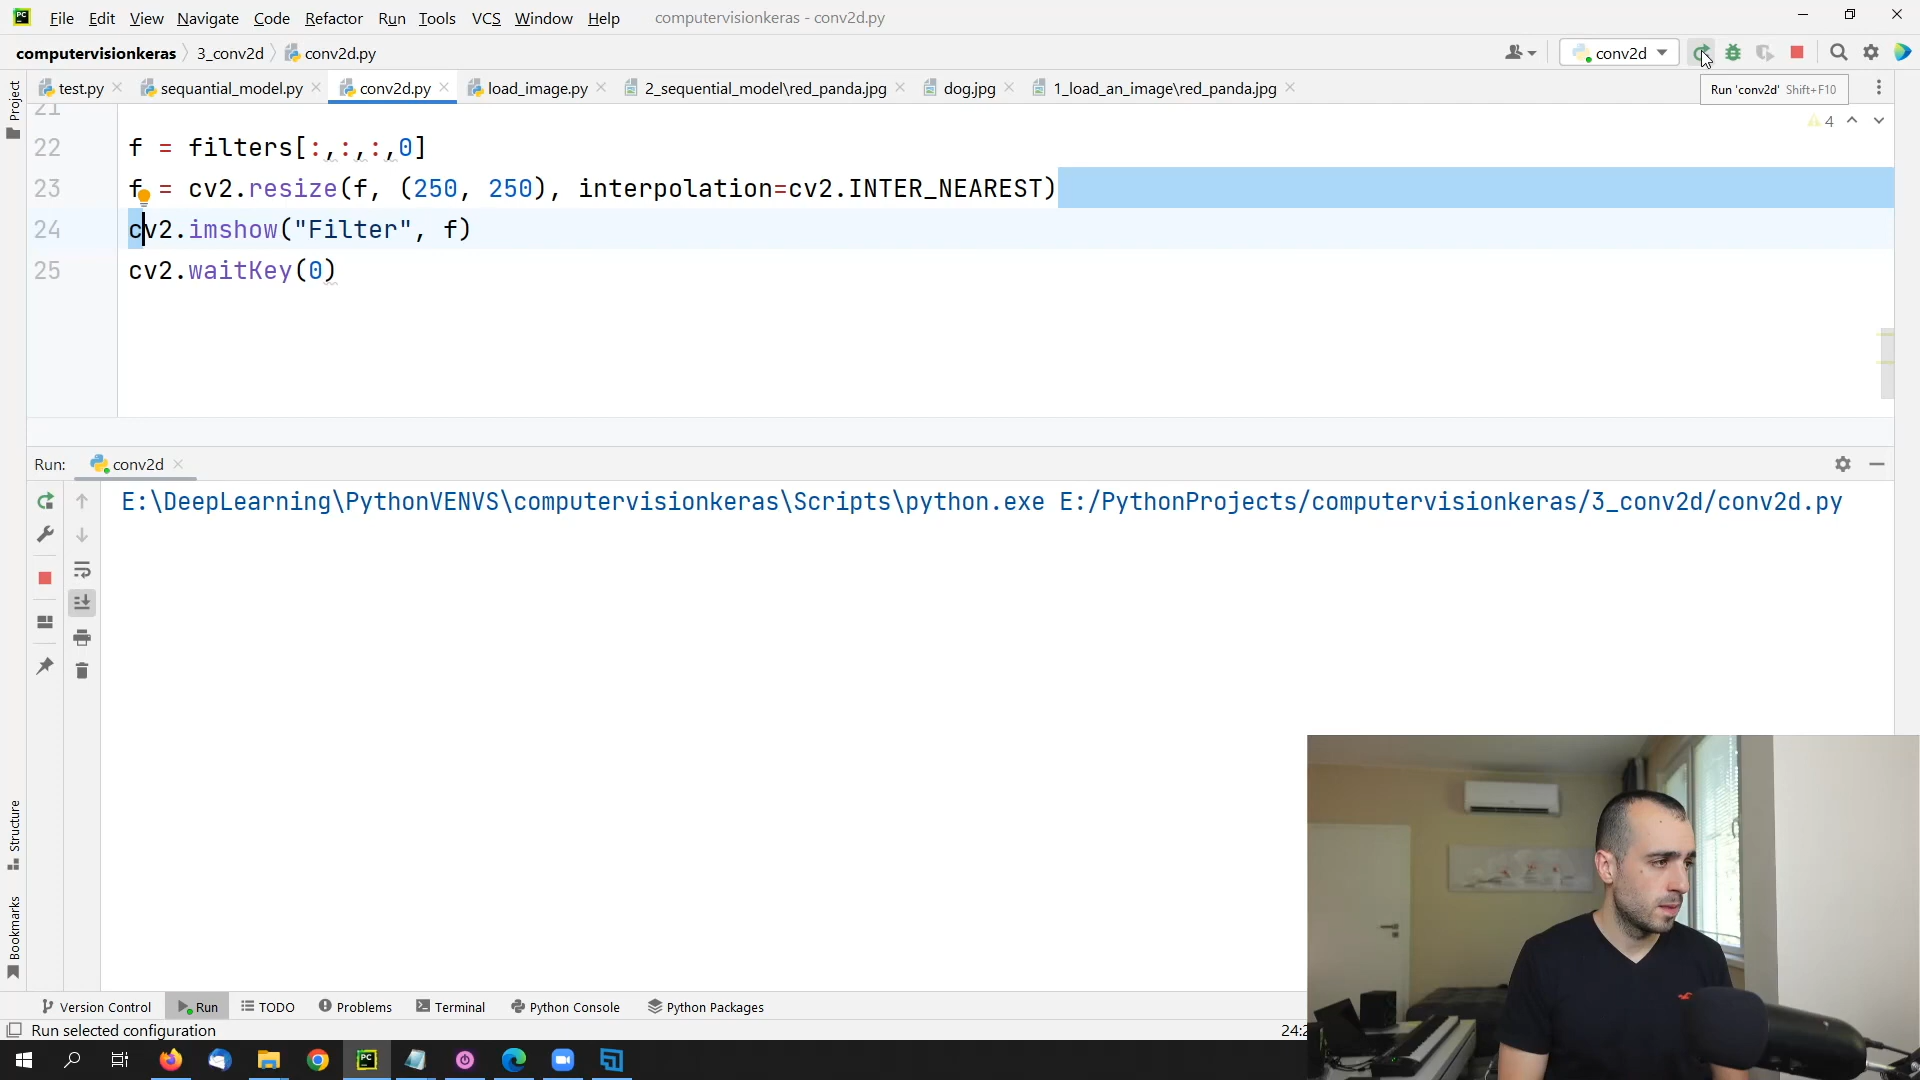 File Edit View Navigate Code Refactor Run Tools VCS Window Help computervisionkeras - conv2d.py
computervisionkeras 3_conv2d conv2d.py conv2d
test.py sequantial_model.py conv2d.py load_image.py 2_sequential_model\red_panda.jpg dog.jpg 1_load_an_image\red_panda.jpg
Run 'conv2d' Shift+F10
4
21
22 f = filters[:,:,:,0]
23 f = cv2.resize(f, (250, 250), interpolation=cv2.INTER_NEAREST)
24 cv2.imshow("Filter", f)
25 cv2.waitKey(0)
Run: conv2d
E:\DeepLearning\PythonVENVS\computervisionkeras\Scripts\python.exe E:/PythonProjects/computervisionkeras/3_conv2d/conv2d.py
Project
Structure
Bookmarks
Version Control Run TODO Problems Terminal Python Console Python Packages
Run selected configuration 24:2